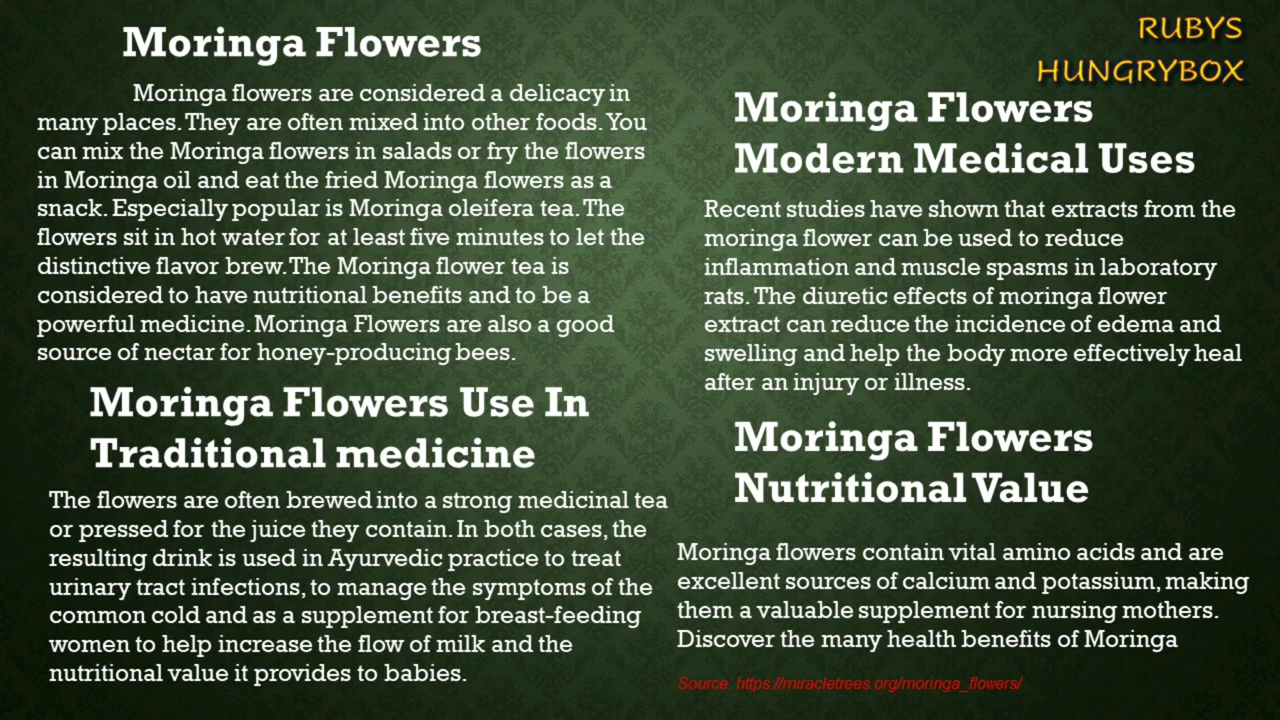 Moringa Flowers
Moringa flowers are considered a delicacy in
many places. They are often mixed into other foods. You
can mix the Moringa flowers in salads or fry the flowers
in Moringa oil and eat the fried Moringa flowers as a
snack. Especially popular is Moringa oleifera tea. The
flowers sit in hot water for at least five minutes to let the
distinctive flavor brew. The Moringa flower tea is
considered to have nutritional benefits and to be a
powerful medicine. Moringa Flowers are also a good
source of nectar for honey-producing bees.
Moringa Flowers Use In
Traditional medicine
The flowers are often brewed into a strong medicinal tea
or pressed for the juice they contain. In both cases, the
resulting drink is used in Ayurvedic practice to treat
urinary tract infections, to manage the symptoms of the
common cold and as a supplement for breast-feeding
women to help increase the flow of milk and the
nutritional value it provides to babies.
RUBYS
HUNGRYBOX
Moringa Flowers
Modern Medical Uses
Recent studies have shown that extracts from the
moringa flower can be used to reduce
inflammation and muscle spasms in laboratory
rats. The diuretic effects of moringa flower
extract can reduce the incidence of edema and
swelling and help the body more effectively heal
after an injury or illness.
Moringa Flowers
Nutritional Value
Moringa flowers contain vital amino acids and are
excellent sources of calcium and potassium, making
them a valuable supplement for nursing mothers.
Discover the many health benefits of Moringa
Source: https://miracletrees.org/moringa_flowers/